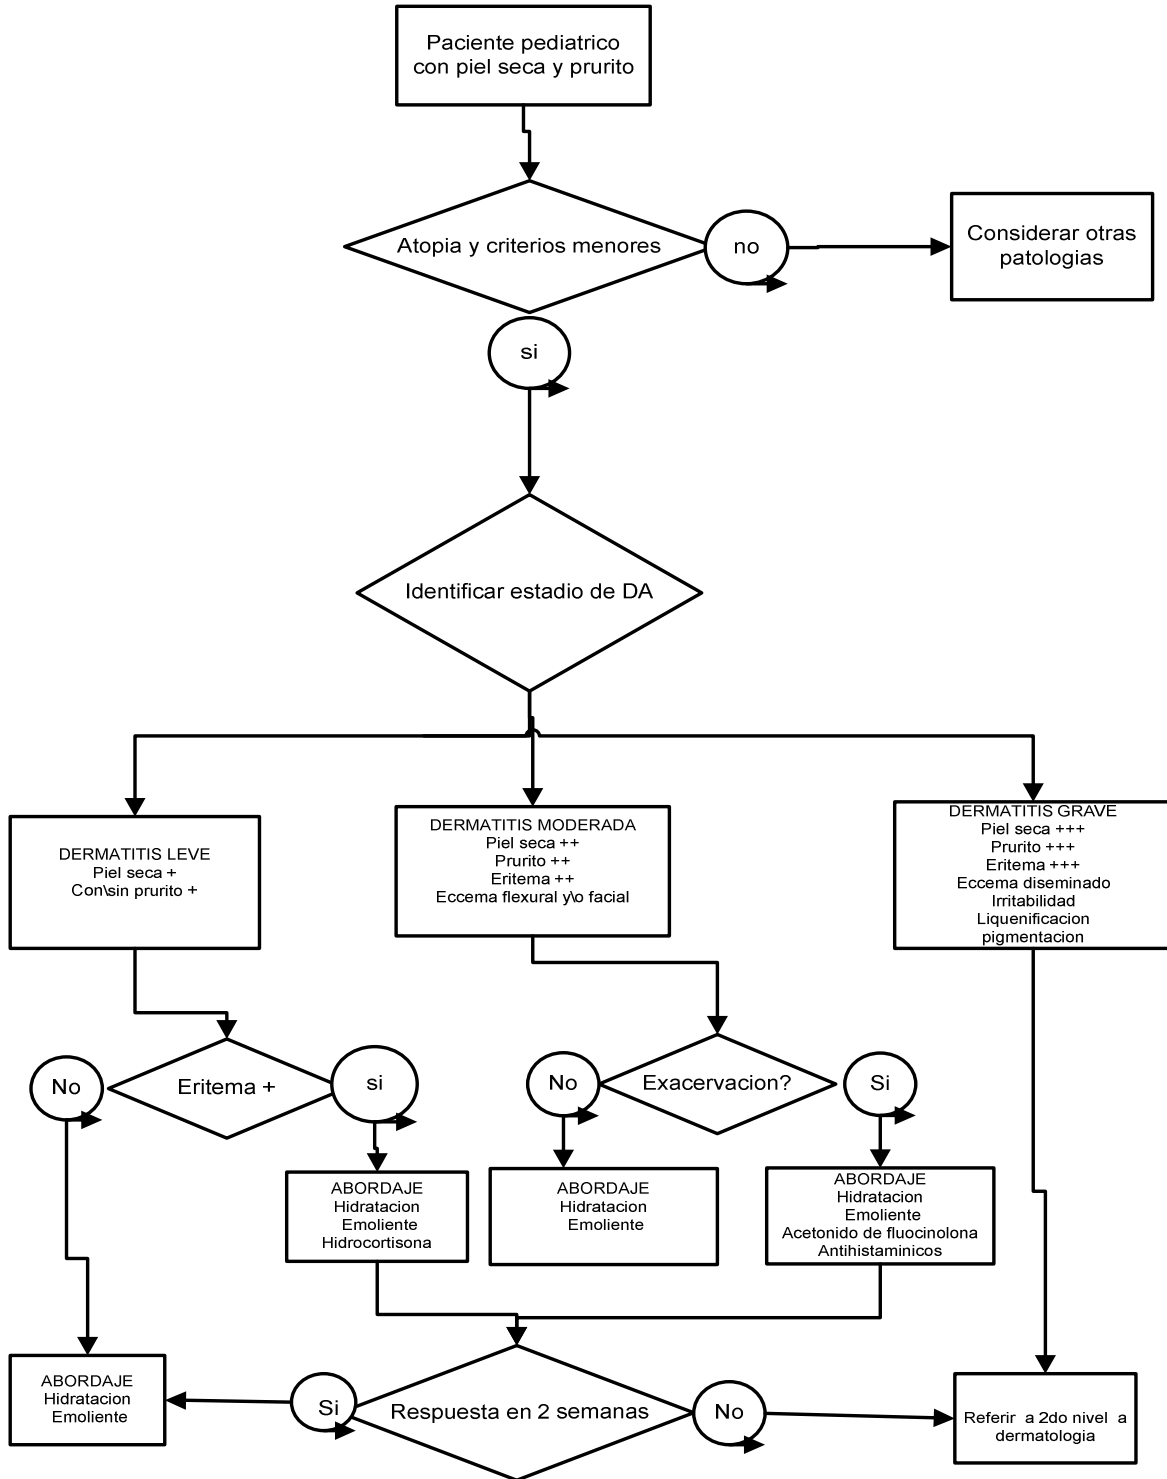 Paciente pediatrico
con piel seca y prurito
Atopia y criterios menores
no
Considerar otras
patologias
si
Identificar estadio de DA
DERMATITIS LEVE
Piel seca +
Con\sin prurito +
DERMATITIS MODERADA
Piel seca ++
Prurito ++
Eritema ++
Eccema flexural y\o facial
DERMATITIS GRAVE
Piel seca +++
Prurito +++
Eritema +++
Eccema diseminado
Irritabilidad
Liquenificacion
pigmentacion
No
Eritema +
si
No
Exacervacion?
Si
ABORDAJE
Hidratacion
Emoliente
Hidrocortisona
ABORDAJE
Hidratacion
Emoliente
ABORDAJE
Hidratacion
Emoliente
Acetonido de fluocinolona
Antihistaminicos
ABORDAJE
Hidratacion
Emoliente
Si
Respuesta en 2 semanas
No
Referir a 2do nivel a
dermatologia